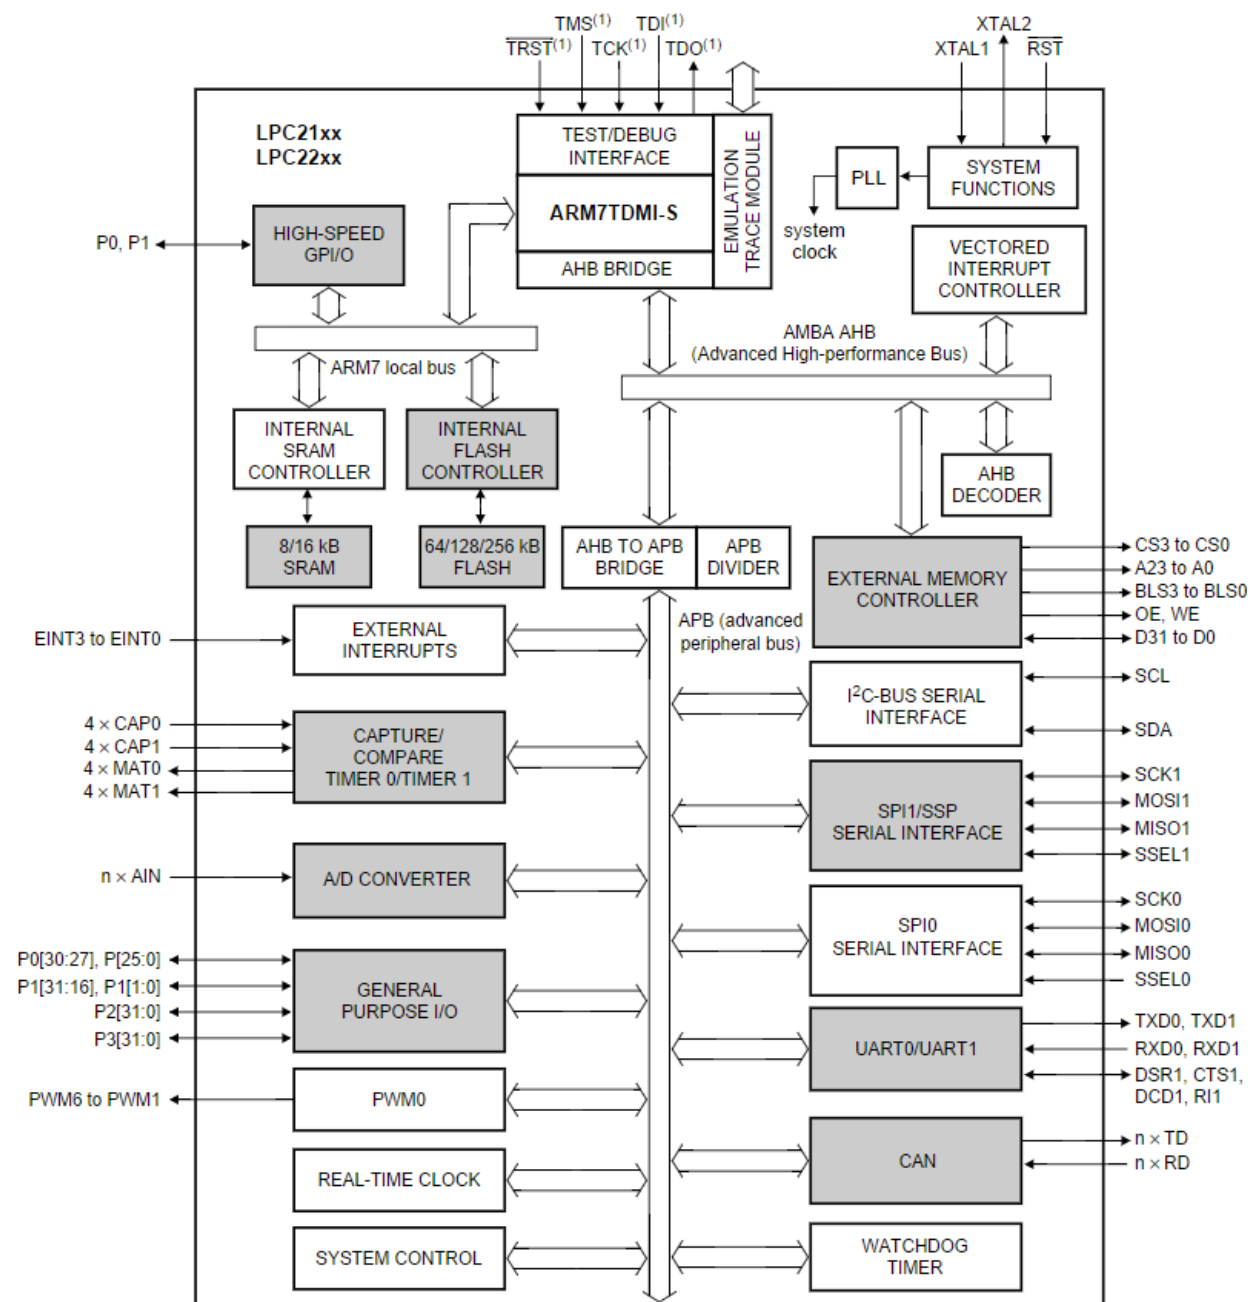 TMS(1) TDI(1)
TRST(1) TCK(1) TDO(1)
XTAL2
XTAL1 RST
LPC21xx
LPC22xx
TEST/DEBUG
INTERFACE
ARM7TDMI-S
AHB BRIDGE
EMULATION
TRACE MODULE
PLL
SYSTEM
FUNCTIONS
system
clock
P0, P1
HIGH-SPEED
GPI/O
VECTORED
INTERRUPT
CONTROLLER
AMBA AHB
(Advanced High-performance Bus)
ARM7 local bus
INTERNAL
SRAM
CONTROLLER
INTERNAL
FLASH
CONTROLLER
AHB
DECODER
8/16 kB
SRAM
64/128/256 kB
FLASH
AHB TO APB
BRIDGE
APB
DIVIDER
EXTERNAL MEMORY
CONTROLLER
CS3 to CS0
A23 to A0
BLS3 to BLS0
OE, WE
D31 to D0
APB (advanced
peripheral bus)
EINT3 to EINT0
EXTERNAL
INTERRUPTS
I2C-BUS SERIAL
INTERFACE
SCL
SDA
4 × CAP0
4 × CAP1
4 × MAT0
4 × MAT1
CAPTURE/
COMPARE
TIMER 0/TIMER 1
SPI1/SSP
SERIAL INTERFACE
SCK1
MOSI1
MISO1
SSEL1
n × AIN
A/D CONVERTER
SPI0
SERIAL INTERFACE
SCK0
MOSI0
MISO0
SSEL0
P0[30:27], P[25:0]
P1[31:16], P1[1:0]
P2[31:0]
P3[31:0]
GENERAL
PURPOSE I/O
UART0/UART1
TXD0, TXD1
RXD0, RXD1
DSR1, CTS1,
DCD1, RI1
PWM6 to PWM1
PWM0
CAN
n × TD
n × RD
REAL-TIME CLOCK
SYSTEM CONTROL
WATCHDOG
TIMER